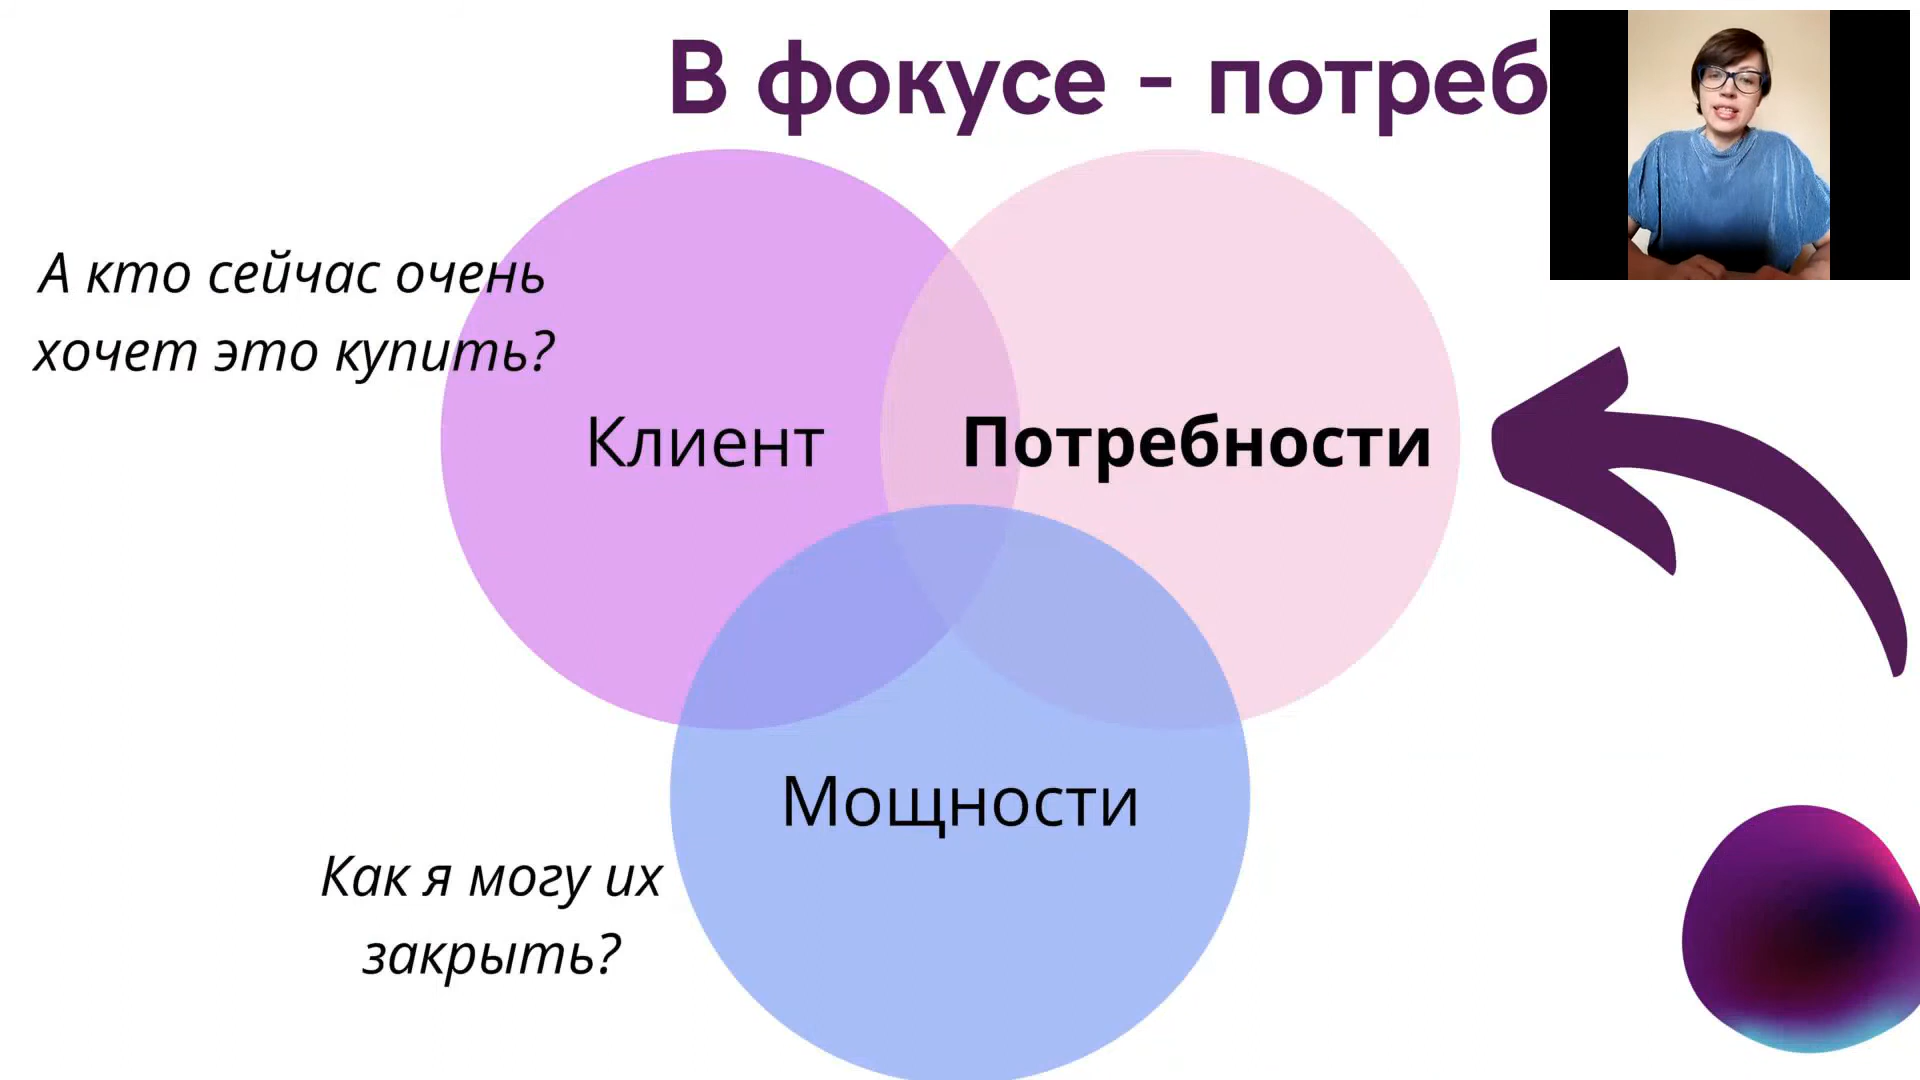 В фокусе - потреб
А кто сейчас очень
хочет это купить?
Клиент
Потребности
Мощности
Как я могу их
закрыть?